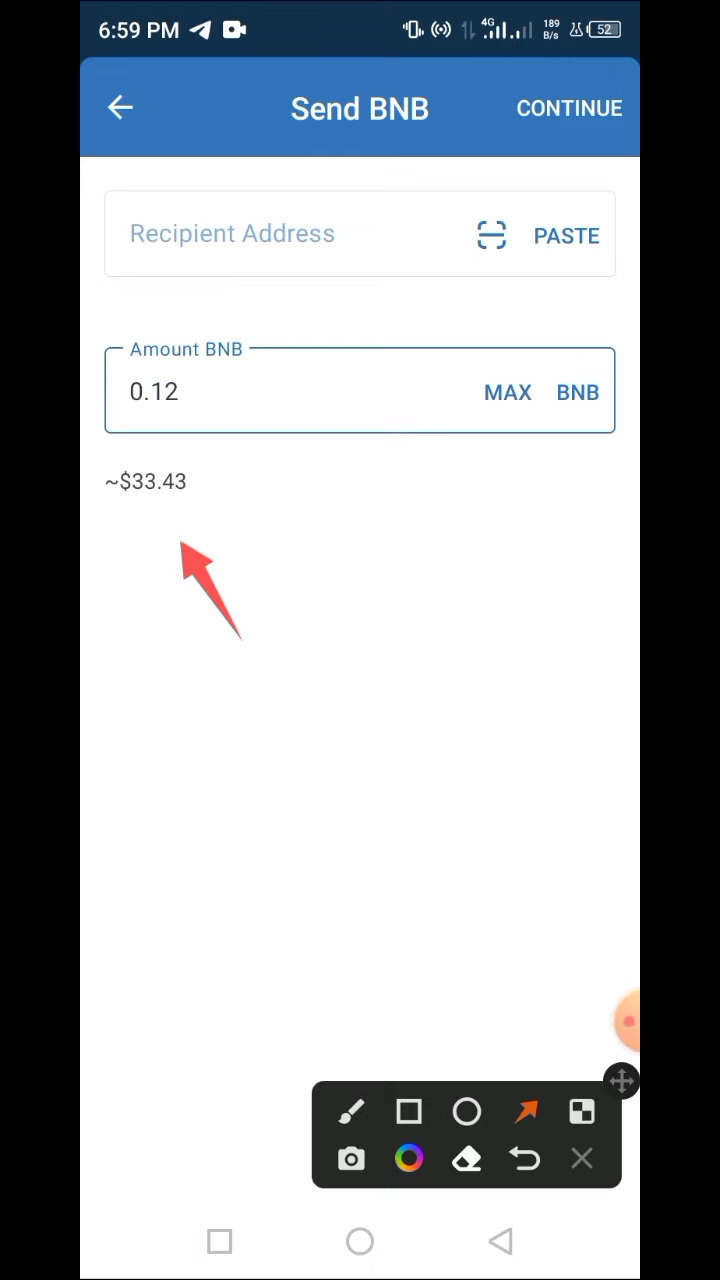 6:59 PM 4G 189 B/s 52
Send BNB CONTINUE
Recipient Address PASTE
Amount BNB
0.12 MAX BNB
~$33.43